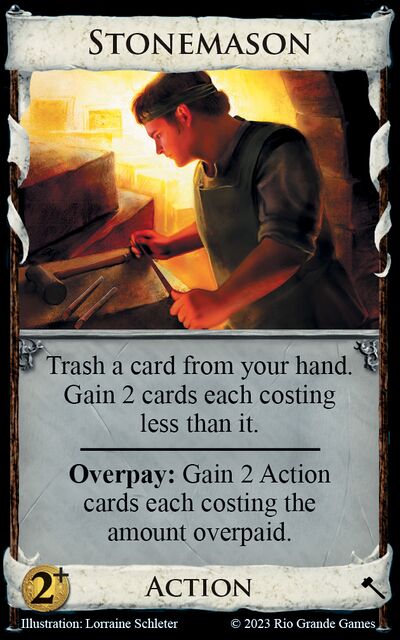 STONEMASON
Trash a card from your hand.
Gain 2 cards each costing
less than it.
Overpay: Gain 2 Action
cards each costing the
amount overpaid.
2+
ACTION
Illustration: Lorraine Schleter © 2023 Rio Grande Games